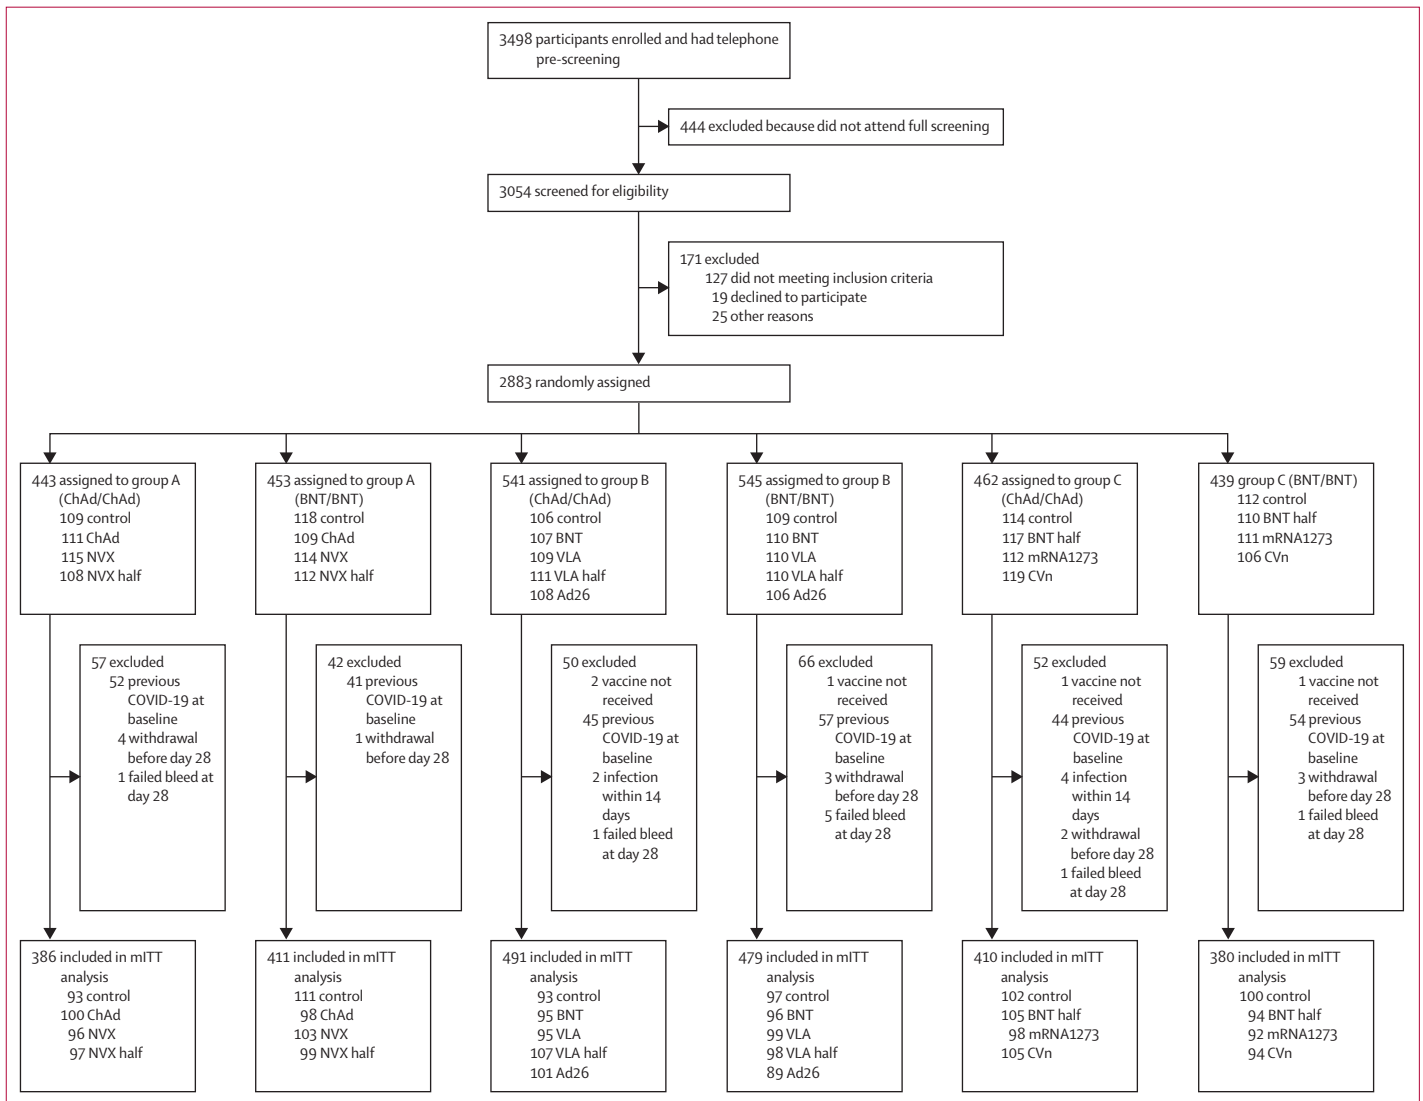 3498 participants enrolled and had telephone
pre-screening
444 excluded because did not attend full screening
3054 screened for eligibility
171 excluded
127 did not meeting inclusion criteria
19 declined to participate
25 other reasons
2883 randomly assigned
443 assigned to group A
(ChAd/ChAd)
109 control
111 ChAd
115 NVX
108 NVX half
453 assigned to group A
(BNT/BNT)
118 control
109 ChAd
114 NVX
112 NVX half
541 assigned to group B
(ChAd/ChAd)
106 control
107 BNT
109 VLA
111 VLA half
108 Ad26
545 assigmed to group B
(BNT/BNT)
109 control
110 BNT
110 VLA
110 VLA half
106 Ad26
462 assigned to group C
(ChAd/ChAd)
114 control
117 BNT half
112 mRNA1273
119 CVn
439 group C (BNT/BNT)
112 control
110 BNT half
111 mRNA1273
106 CVn
57 excluded
52 previous
COVID-19 at
baseline
4 withdrawal
before day 28
1 failed bleed at
day 28
42 excluded
41 previous
COVID-19 at
baseline
1 withdrawal
before day 28
50 excluded
2 vaccine not
received
45 previous
COVID-19 at
baseline
2 infection
within 14
days
1 failed bleed
at day 28
66 excluded
1 vaccine not
received
57 previous
COVID-19 at
baseline
3 withdrawal
before day 28
5 failed bleed
at day 28
52 excluded
1 vaccine not
received
44 previous
COVID-19 at
baseline
4 infection
within 14
days
2 withdrawal
before day 28
1 failed bleed
at day 28
59 excluded
1 vaccine not
received
54 previous
COVID-19 at
baseline
3 withdrawal
before day 28
1 failed bleed
at day 28
386 included in mITT
analysis
93 control
100 ChAd
96 NVX
97 NVX half
411 included in mITT
analysis
111 control
98 ChAd
103 NVX
99 NVX half
491 included in mITT
analysis
93 control
95 BNT
95 VLA
107 VLA half
101 Ad26
479 included in mITT
analysis
97 control
96 BNT
99 VLA
98 VLA half
89 Ad26
410 included in mITT
analysis
102 control
105 BNT half
98 mRNA1273
105 CVn
380 included in mITT
analysis
100 control
94 BNT half
92 mRNA1273
94 CVn